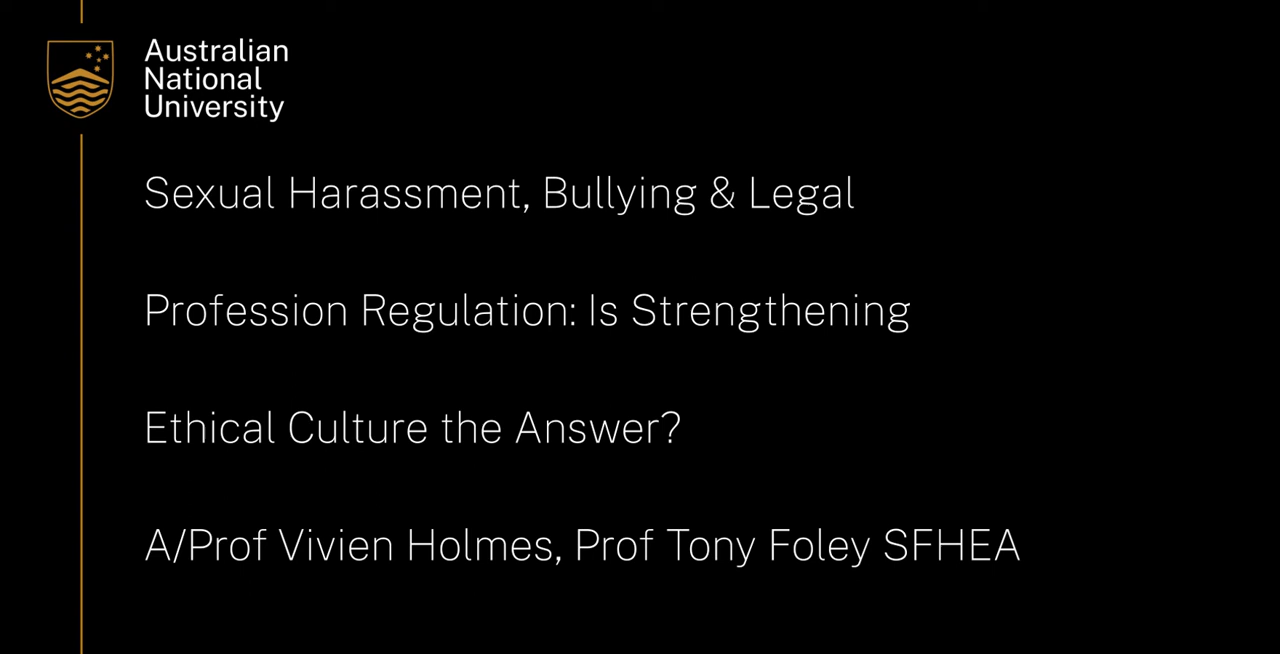 Australian
National
University
Sexual Harassment, Bullying & Legal
Profession Regulation: Is Strengthening
Ethical Culture the Answer?
A/Prof Vivien Holmes, Prof Tony Foley SFHEA